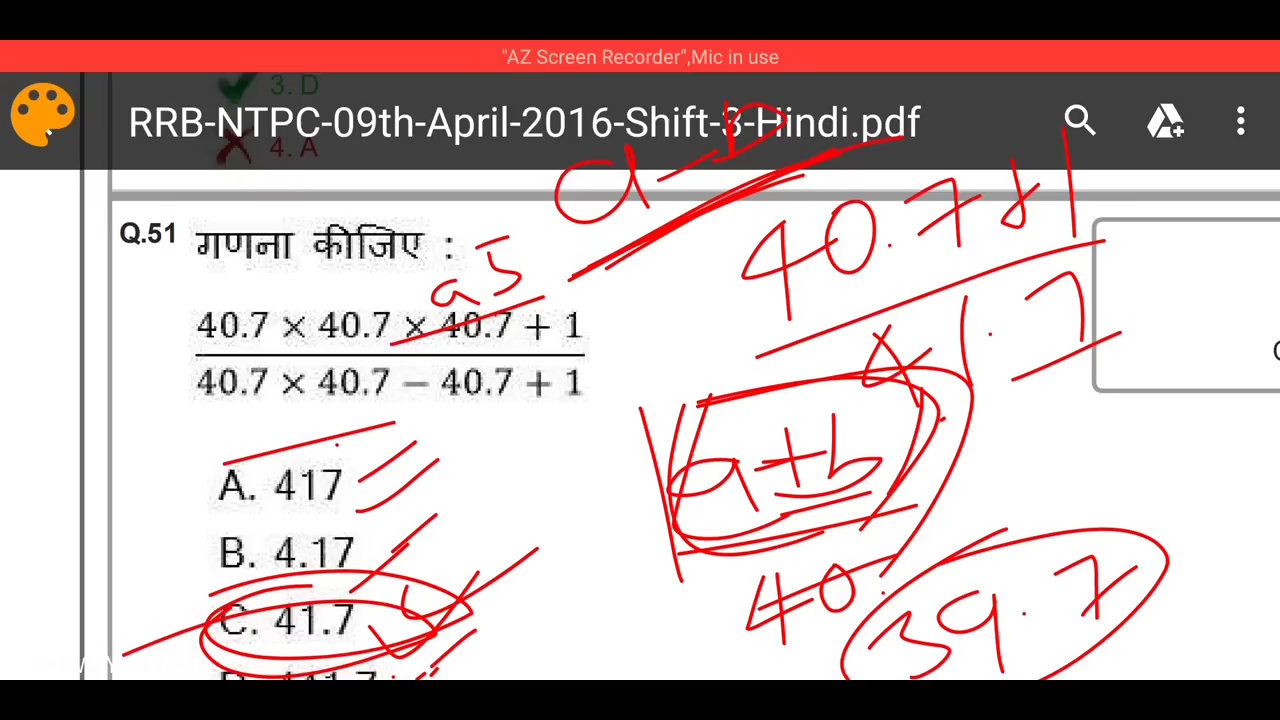 "AZ Screen Recorder",Mic in use
3. D
RRB-NTPC-09th-April-2016-Shift-3-Hindi.pdf
4. A
a - b
40.7 + 1
Q.51 गणना कीजिए :
a5
41.7
40.7 × 40.7 × 40.7 + 1
40.7 × 40.7 − 40.7 + 1
a+b
A. 417
B. 4.17
40.
39.7
C. 41.7